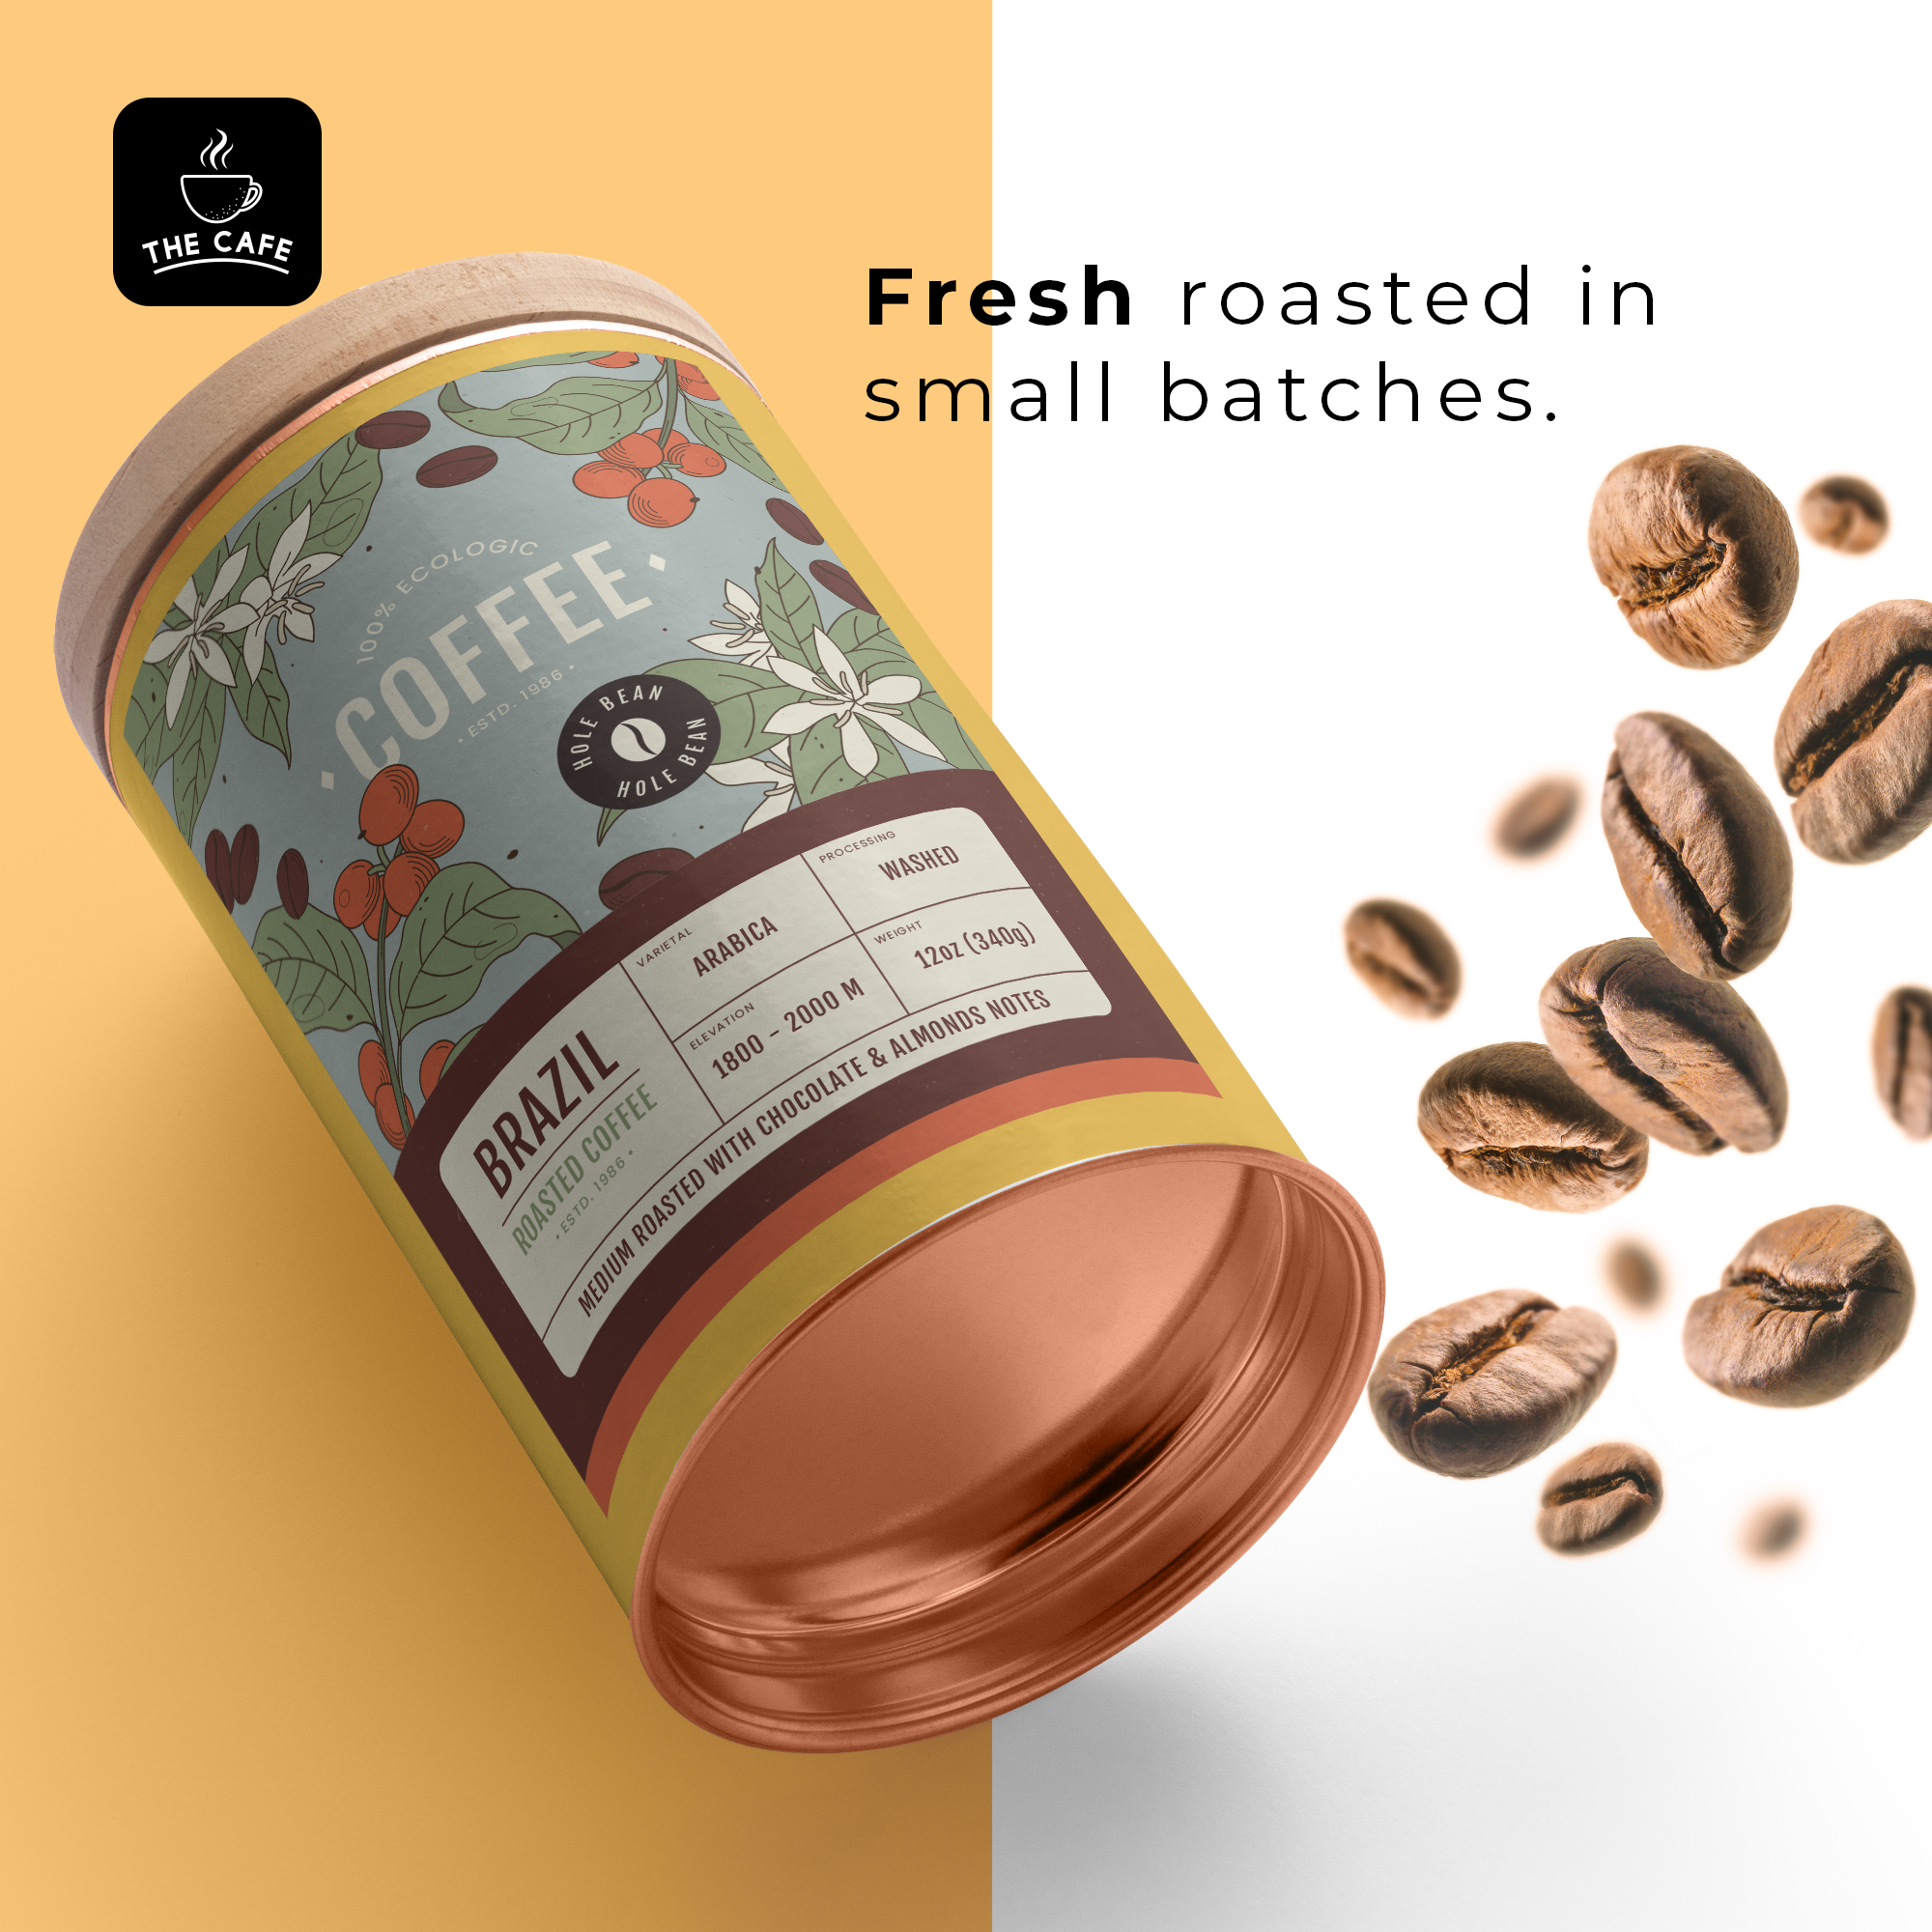 THE CAFE
Fresh roasted in
small batches.
100% ECOLOGIC
• COFFEE •
• ESTD. 1986 •
HOLE BEAN
HOLE BEAN
BRAZIL
ROASTED COFFEE
• ESTD. 1986 •
VARIETAL
ARABICA
PROCESSING
WASHED
ELEVATION
1800 – 2000 M
WEIGHT
12oz (340g)
MEDIUM ROASTED WITH CHOCOLATE & ALMONDS NOTES